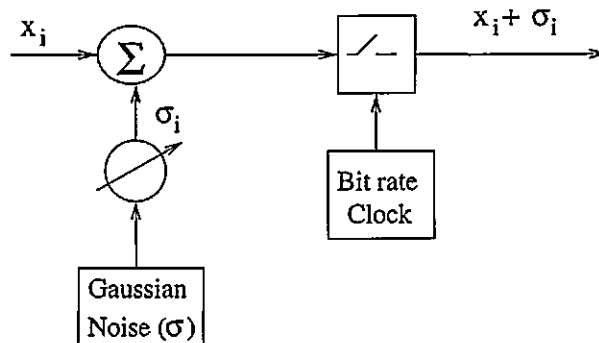 x_i
Σ
x_i + σ_i
σ_i
Bit rate
Clock
Gaussian
Noise (σ)